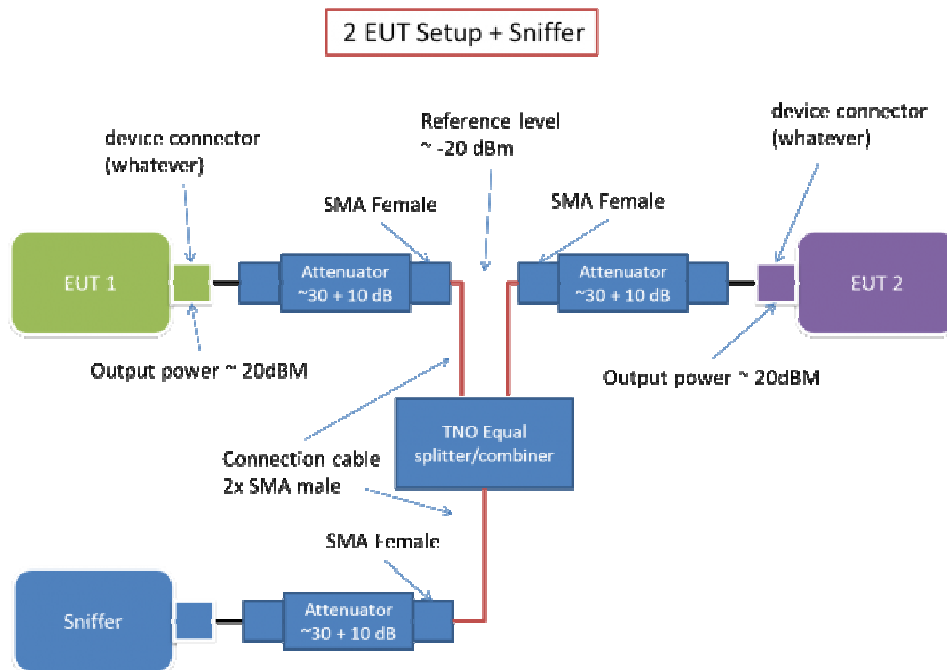 2 EUT Setup + Sniffer
device connector
(whatever)
Reference level
~ -20 dBm
device connector
(whatever)
SMA Female
SMA Female
EUT 1
Attenuator
~30 + 10 dB
Attenuator
~30 + 10 dB
EUT 2
Output power ~ 20dBM
Output power ~ 20dBM
TNO Equal
splitter/combiner
Connection cable
2x SMA male
SMA Female
Sniffer
Attenuator
~30 + 10 dB